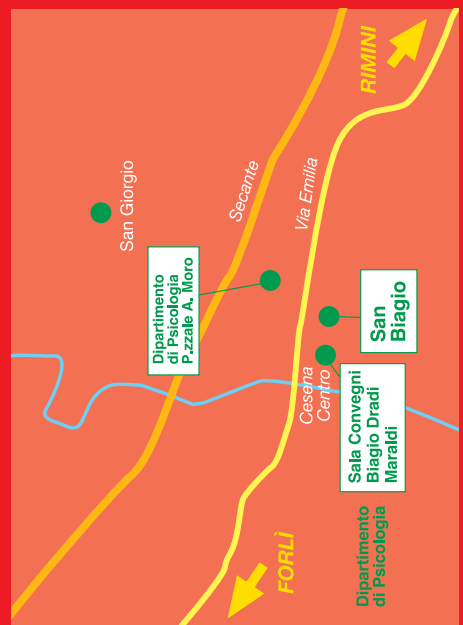 RIMINI
San Giorgio
Secante
Via Emilia
Dipartimento
di Psicologia
P.zzale A. Moro
San
Biagio
Cesena
Centro
Sala Convegni
Biagio Dradi
Maraldi
FORLÌ
Dipartimento
di Psicologia